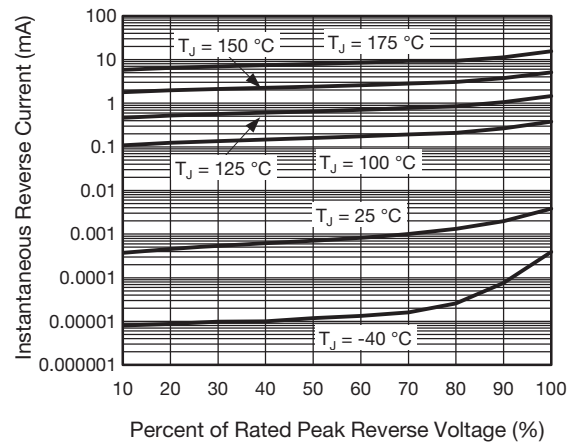 Instantaneous Reverse Current (mA)
100
10
1
0.1
0.01
0.001
0.0001
0.00001
0.000001
T_J = 150 °C
T_J = 175 °C
T_J = 125 °C
T_J = 100 °C
T_J = 25 °C
T_J = -40 °C
10 20 30 40 50 60 70 80 90 100
Percent of Rated Peak Reverse Voltage (%)